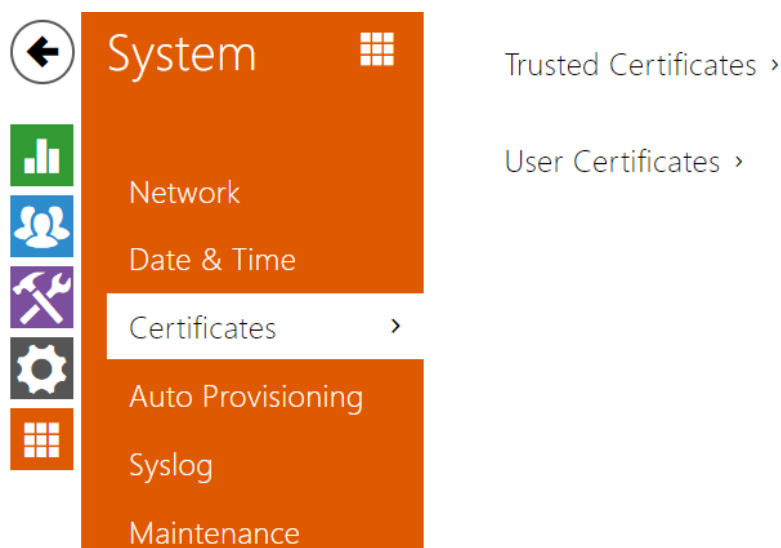 System
Network
Date & Time
Certificates
Auto Provisioning
Syslog
Maintenance
Trusted Certificates
User Certificates